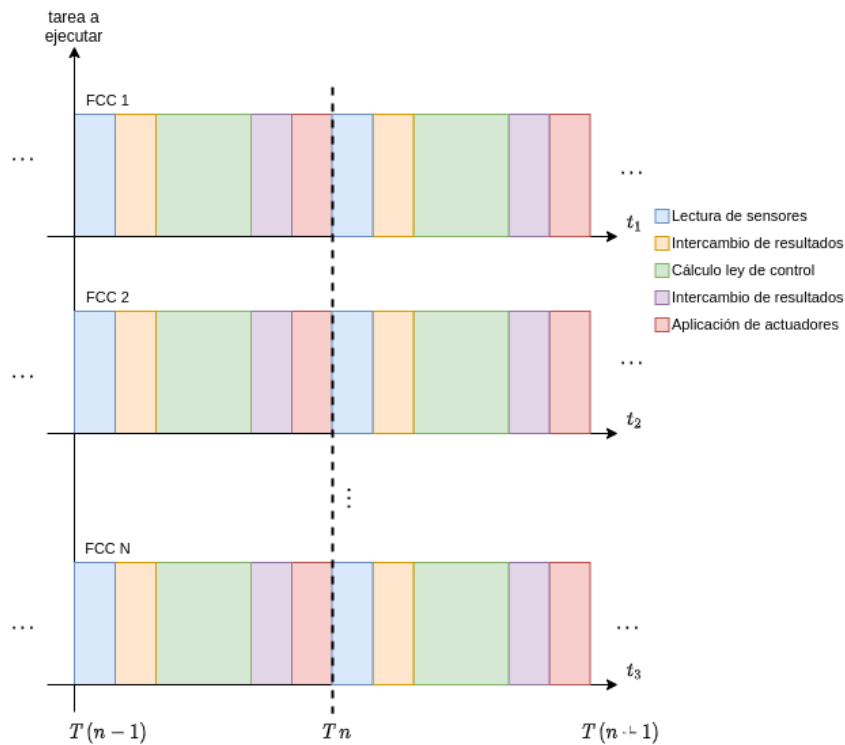 tarea a
ejecutar
FCC 1
...
...
t₁
Lectura de sensores
Intercambio de resultados
Cálculo ley de control
Intercambio de resultados
Aplicación de actuadores
FCC 2
...
...
t₂
⋮
FCC N
...
...
t₃
T (n − 1)
T n
T (n + 1)